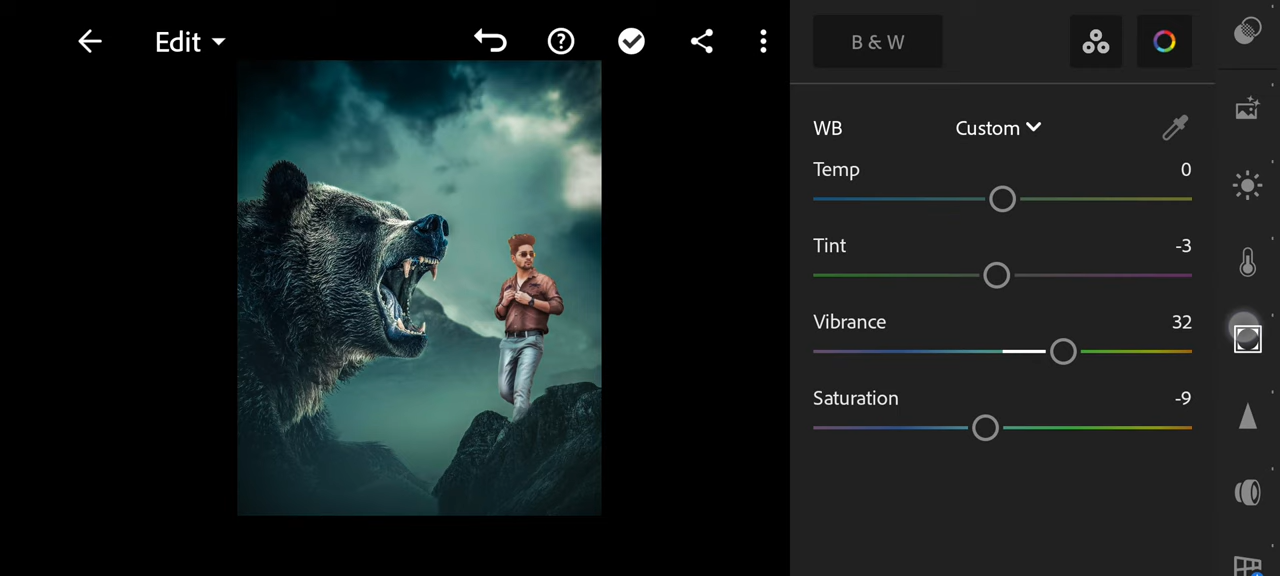 Edit
B & W
WB Custom
Temp 0
Tint -3
Vibrance 32
Saturation -9